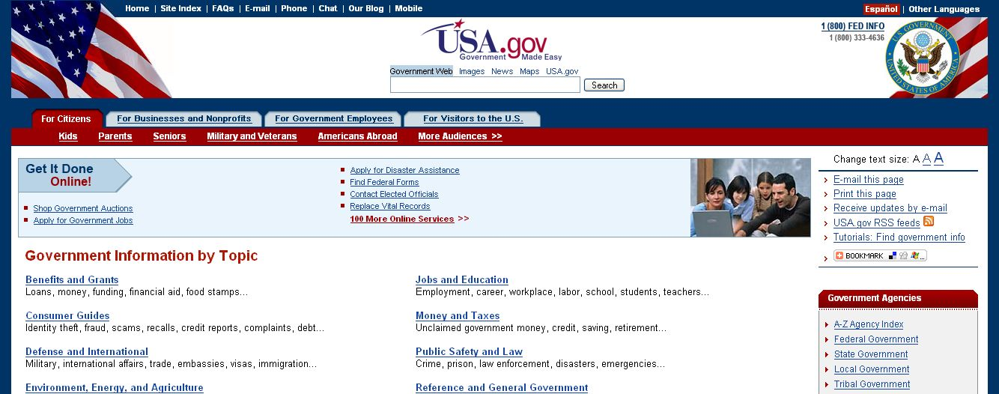 Home | Site Index | FAQs | E-mail | Phone | Chat | Our Blog | Mobile
Español | Other Languages
USA.gov
Government Made Easy
1 (800) FED INFO
1 (800) 333-4636
U.S. GOVERNMENT
UNITED STATES OF AMERICA
Government Web Images News Maps USA.gov
Search
For Citizens
For Businesses and Nonprofits
For Government Employees
For Visitors to the U.S.
Kids Parents Seniors Military and Veterans Americans Abroad More Audiences >>
Get It Done
Online!
Shop Government Auctions
Apply for Government Jobs
Apply for Disaster Assistance
Find Federal Forms
Contact Elected Officials
Replace Vital Records
100 More Online Services >>
Change text size: A A A
E-mail this page
Print this page
Receive updates by e-mail
USA.gov RSS feeds
Tutorials: Find government info
BOOKMARK
Government Information by Topic
Benefits and Grants
Loans, money, funding, financial aid, food stamps...
Consumer Guides
Identity theft, fraud, scams, recalls, credit reports, complaints, debt...
Defense and International
Military, international affairs, trade, embassies, visas, immigration...
Environment, Energy, and Agriculture
Jobs and Education
Employment, career, workplace, labor, school, students, teachers...
Money and Taxes
Unclaimed government money, credit, saving, retirement...
Public Safety and Law
Crime, prison, law enforcement, disasters, emergencies...
Reference and General Government
Government Agencies
A-Z Agency Index
Federal Government
State Government
Local Government
Tribal Government